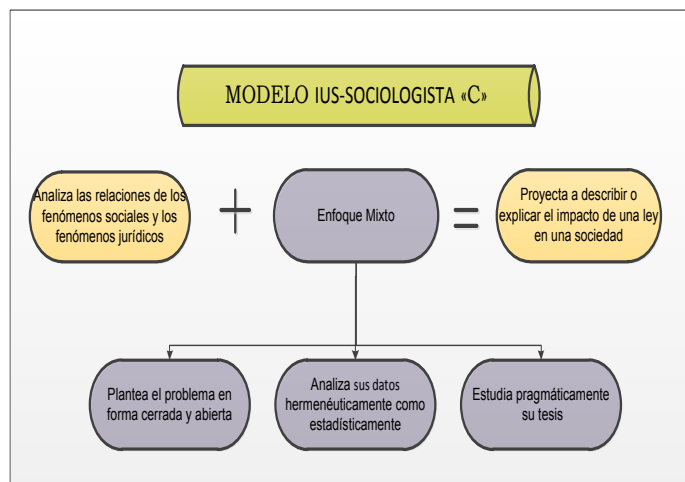 MODELO IUS-SOCIOLOGISTA «C»
Analiza las relaciones de los
fenómenos sociales y los
fenómenos jurídicos
+
Enfoque Mixto
=
Proyecta a describir o
explicar el impacto de una ley
en una sociedad
Plantea el problema en
forma cerrada y abierta
Analiza sus datos
hermenéuticamente como
estadísticamente
Estudia pragmáticamente
su tesis